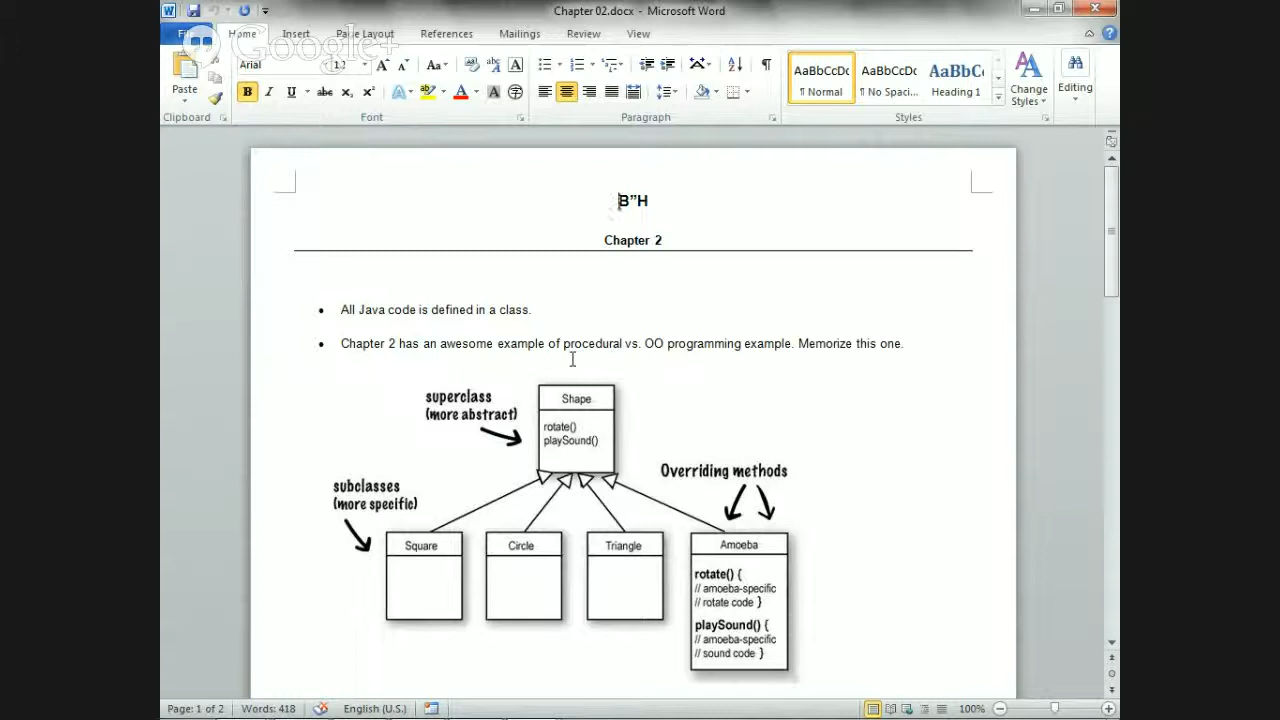 Chapter 02.docx - Microsoft Word
File Home Insert Page Layout References Mailings Review View
Google+
Arial 12
Paste
AaBbCcDc AaBbCcDc AaBbC
¶ Normal ¶ No Spaci... Heading 1
Change Styles
Editing
Clipboard Font Paragraph Styles
B"H
Chapter 2
• All Java code is defined in a class.
• Chapter 2 has an awesome example of procedural vs. OO programming example. Memorize this one.
superclass
(more abstract)
Shape
rotate()
playSound()
Overriding methods
subclasses
(more specific)
Square
Circle
Triangle
Amoeba
rotate() {
// amoeba-specific
// rotate code }
playSound() {
// amoeba-specific
// sound code }
Page: 1 of 2 Words: 418 English (U.S.) 100%